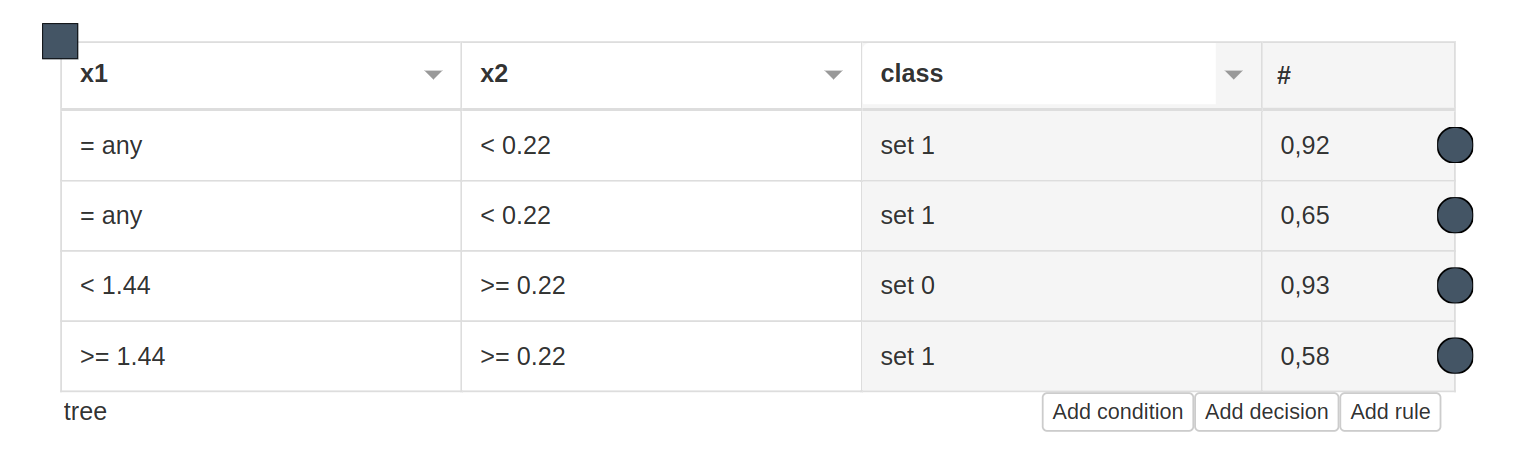 x1 x2 class #
= any < 0.22 set 1 0,92
= any < 0.22 set 1 0,65
< 1.44 >= 0.22 set 0 0,93
>= 1.44 >= 0.22 set 1 0,58
tree Add condition Add decision Add rule